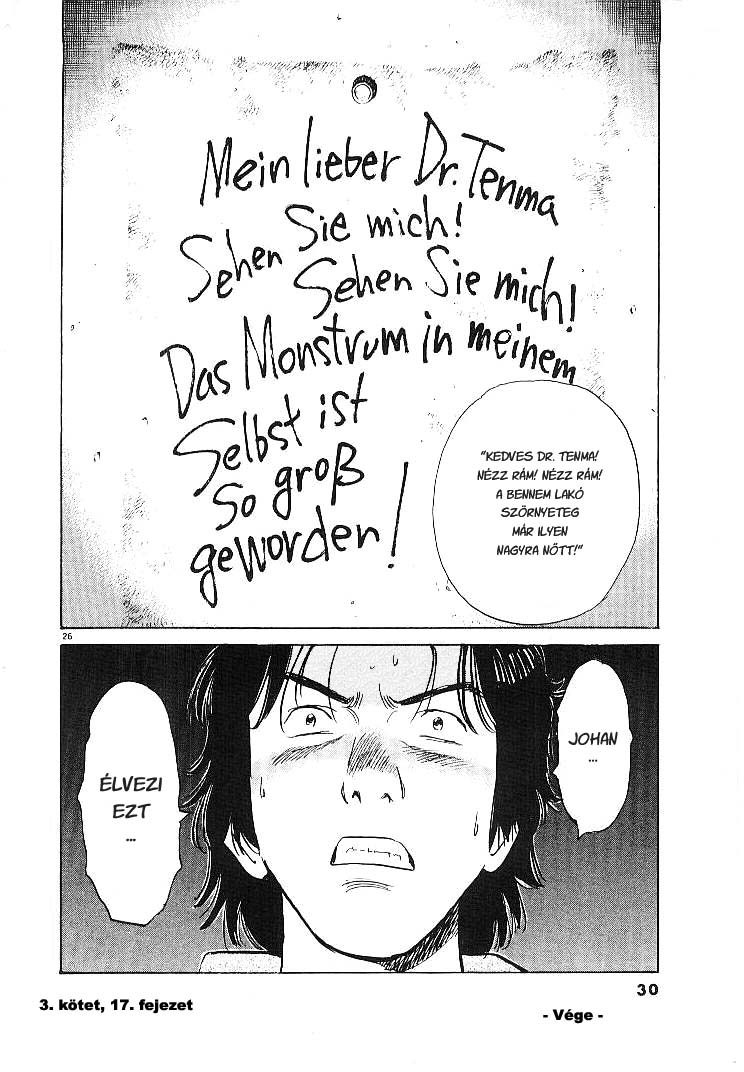 Mein lieber Dr. Tenma
Sehen Sie mich!
Sehen Sie mich!
Das Monstrum in meinem
Selbst ist
so groß
geworden!
"KEDVES DR. TENMA!
NÉZZ RÁM! NÉZZ RÁM!
A BENNEM LAKÓ
SZÖRNYETEG
MÁR ILYEN
NAGYRA NŐTT!"
26
JOHAN
...
ÉLVEZI
EZT
...
30
3. kötet, 17. fejezet
- Vége -